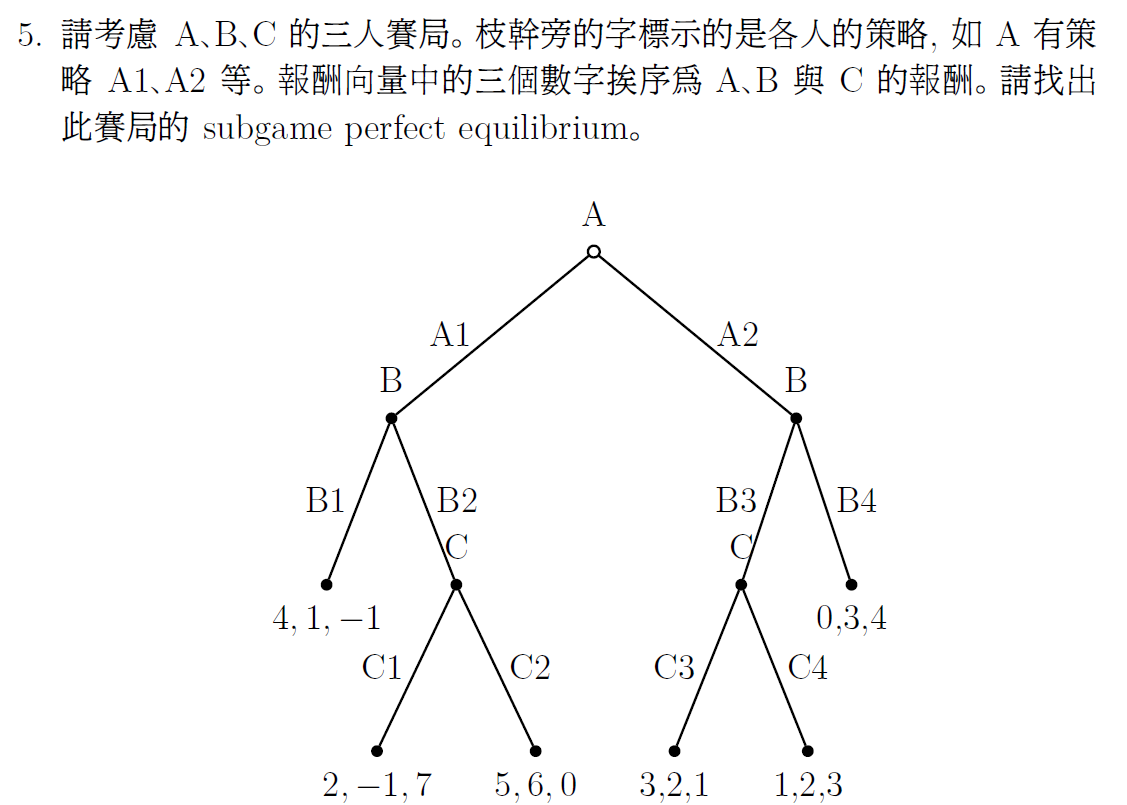 5. 請考慮 A、B、C 的三人賽局。枝幹旁的字標示的是各人的策略, 如 A 有策
略 A1、A2 等。報酬向量中的三個數字挨序爲 A、B 與 C 的報酬。請找出
此賽局的 subgame perfect equilibrium。
A
A1 A2
B B
B1 B2 B3 B4
C C
4, 1, −1 0,3,4
C1 C2 C3 C4
2, −1, 7 5, 6, 0 3,2,1 1,2,3